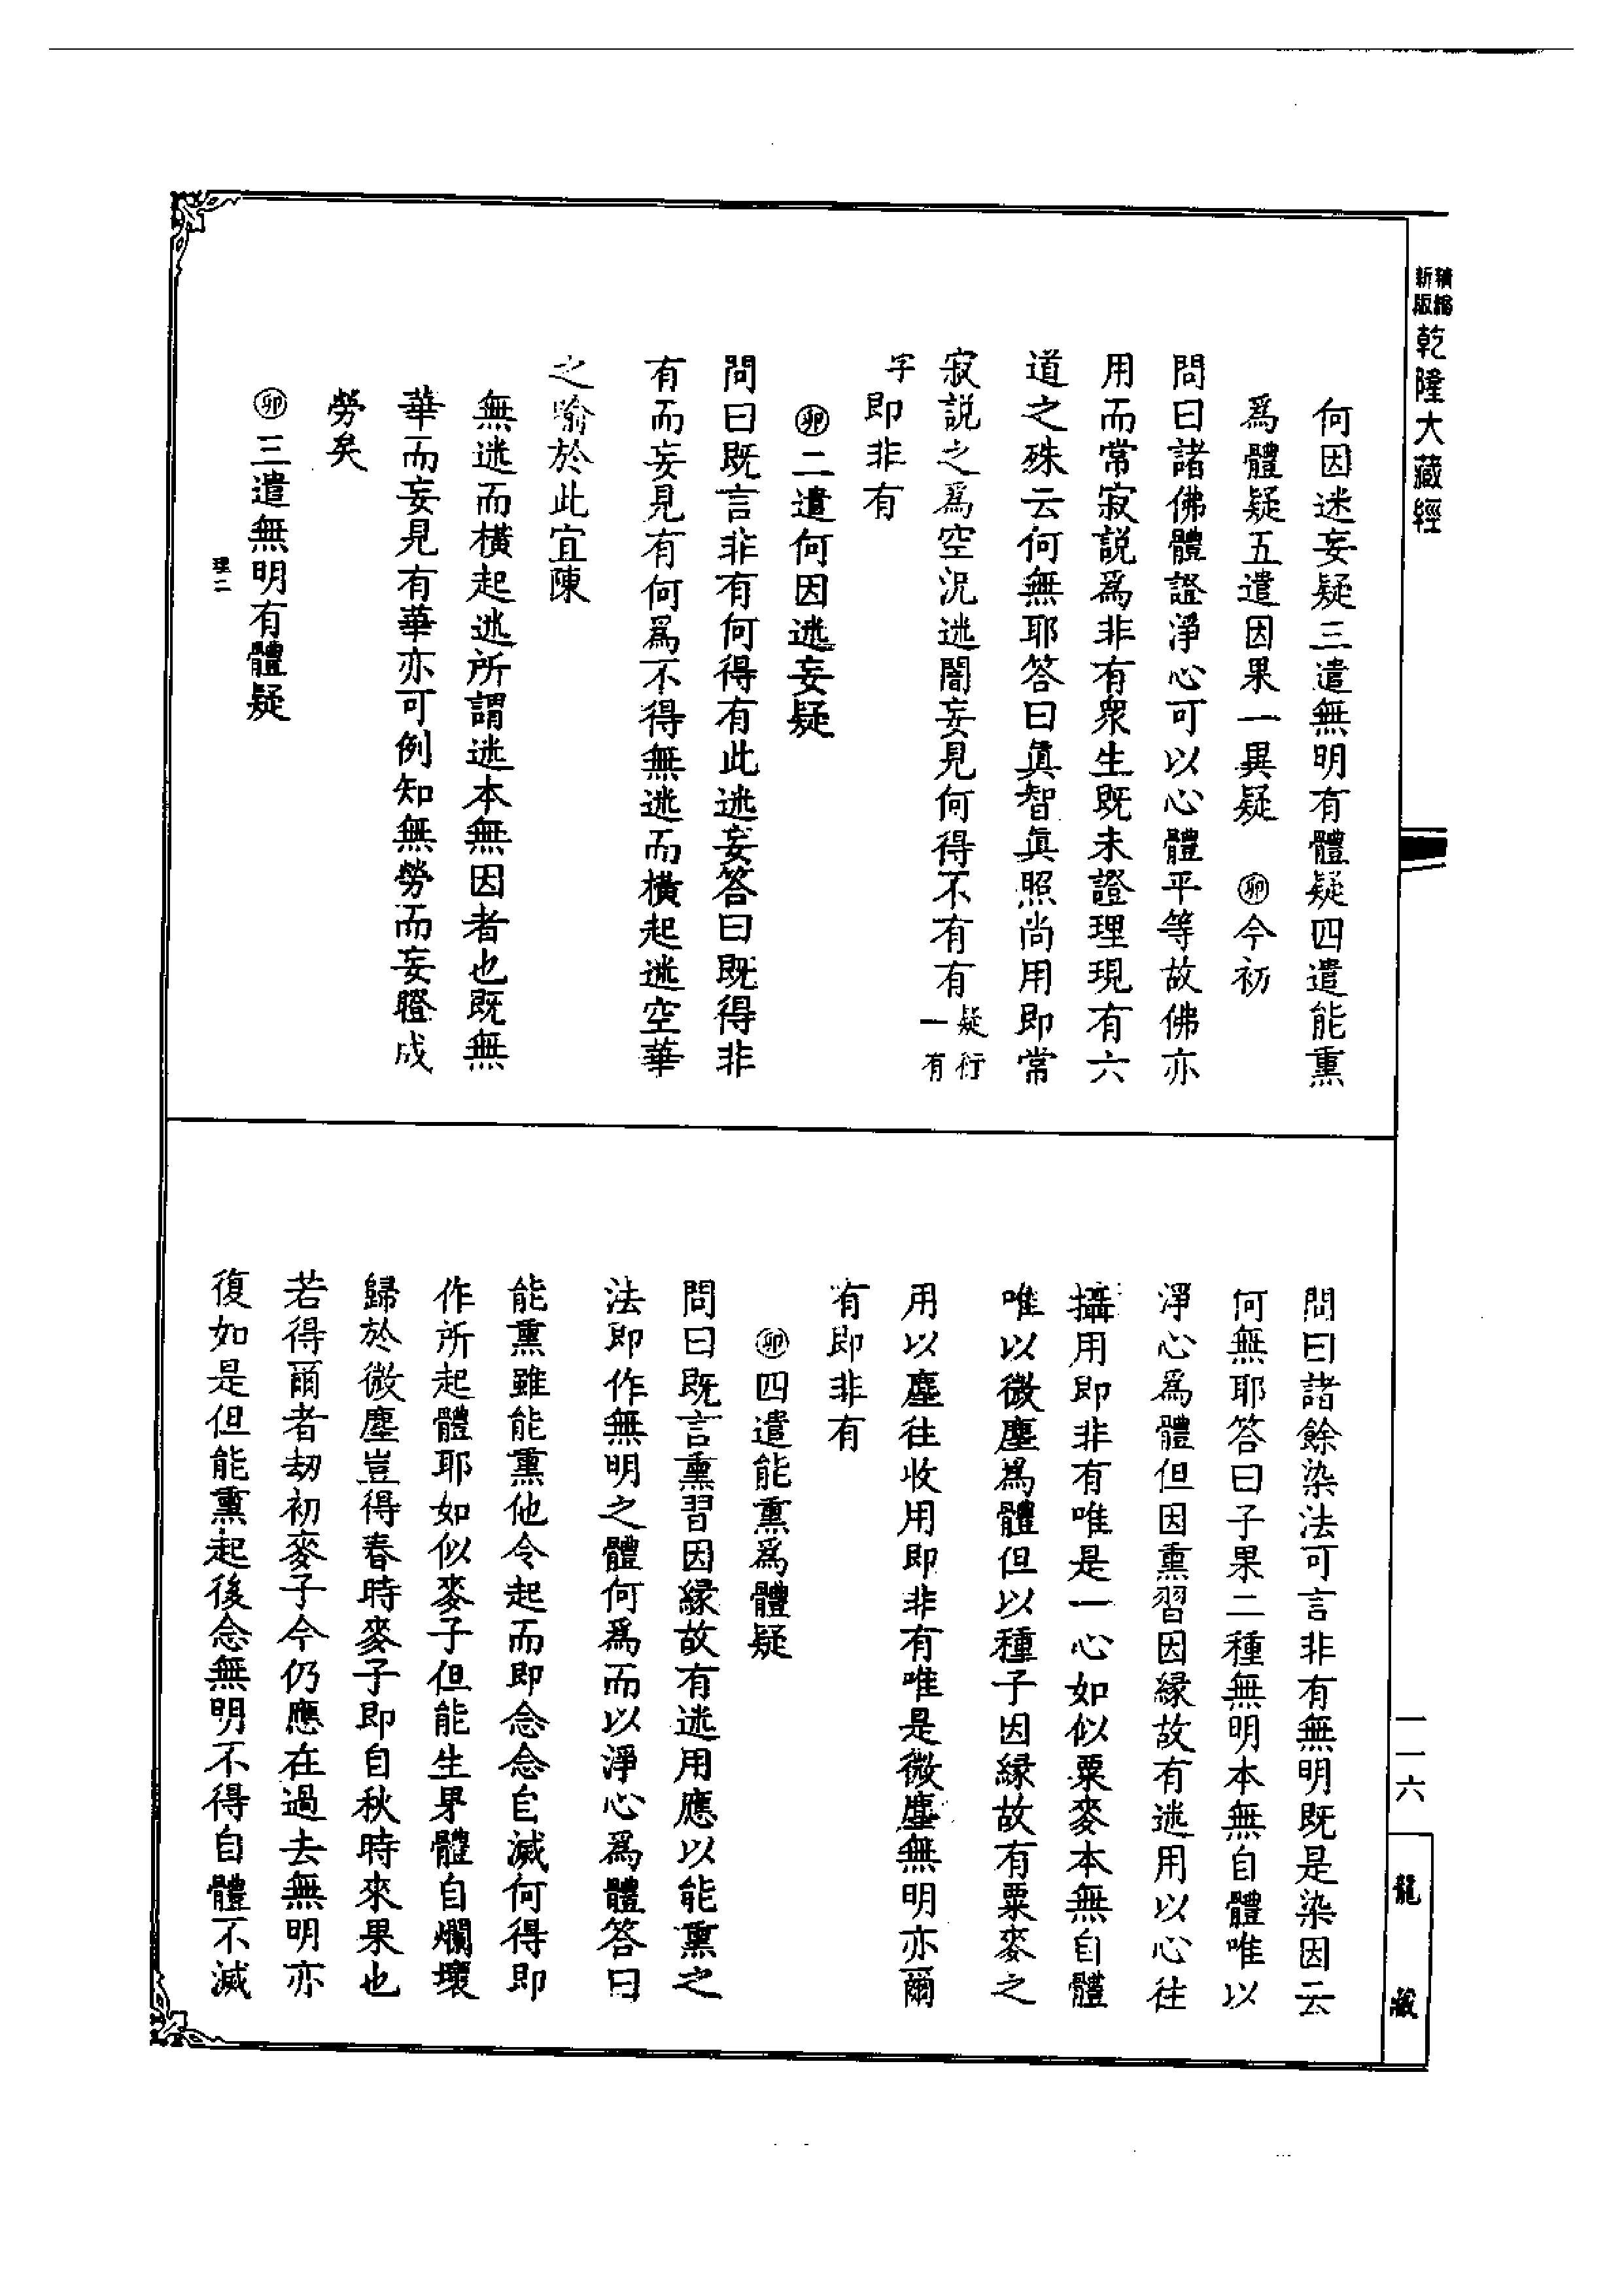 新版精縮乾隆大藏經
何因迷妄疑三遣無明有體疑四遣能熏
爲體疑五遣因果一異疑　㊞今初
問曰諸佛體證淨心可以心體平等故佛亦
用而常寂説爲非有衆生既未證理現有六
道之殊云何無耶答曰眞智眞照尚用即常
寂説之爲空況迷闇妄見何得不有有疑衍一有
字即非有
卯二遣何因迷妄疑
問曰既言非有何得有此迷妄答曰既得非
有而妄見有何爲不得無迷而橫起迷空華
之喻於此宜陳
無迷而橫起迷所謂迷本無因者也既無
華而妄見有華亦可例知無勞而妄瞪成
勞矣
卯三遣無明有體疑
理二
問曰諸餘染法可言非有無明既是染因云
何無耶答曰子果二種無明本無自體唯以
淨心爲體但因熏習因緣故有迷用以心往
攝用即非有唯是一心如似粟麥本無自體
唯以微塵爲體但以種子因緣故有粟麥之
用以塵往收用即非有唯是微塵無明亦爾
有即非有
卯四遣能熏爲體疑
問曰既言熏習因緣故有迷用應以能熏之
法即作無明之體何爲而以淨心爲體答曰
能熏雖能熏他令起而即念念自滅何得即
作所起體耶如似麥子但能生芽體自爛壞
歸於微塵豈得春時麥子即自秋時來果也
若得爾者劫初麥子今仍應在過去無明亦
復如是但能熏起後念無明不得自體不滅
一一六
龍藏